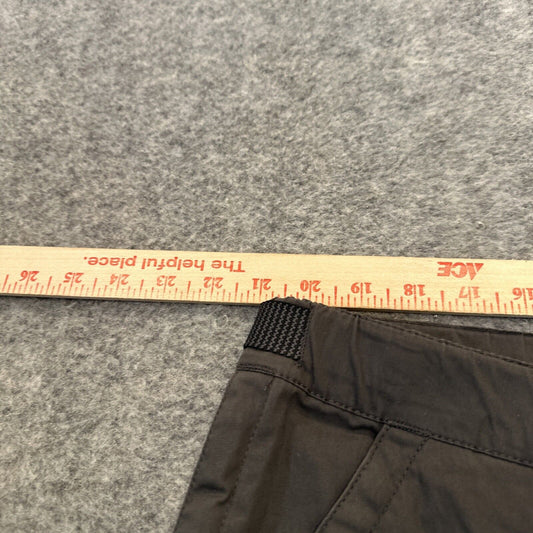 The helpful place.
ACE
26 25 24 23 22 21 20 19 18 17 16